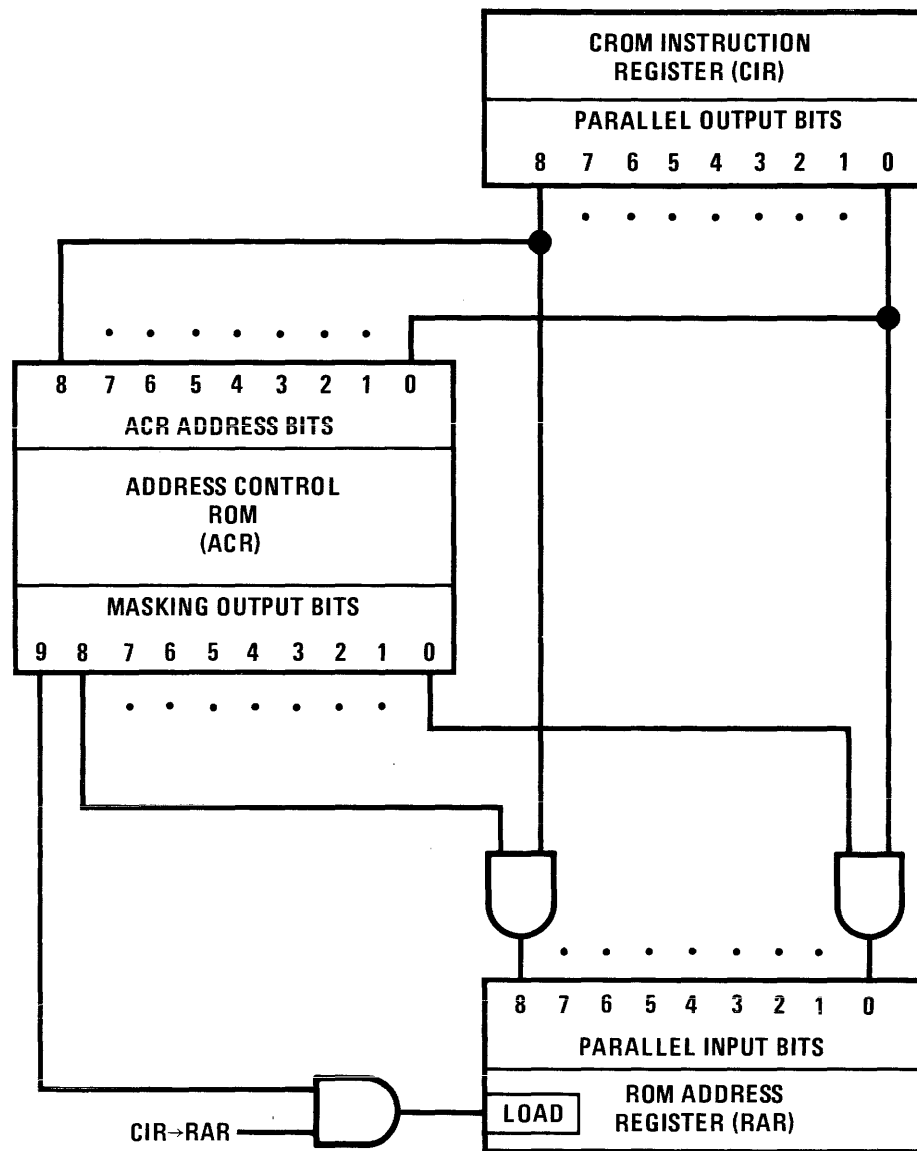 CROM INSTRUCTION
REGISTER (CIR)
PARALLEL OUTPUT BITS
8 7 6 5 4 3 2 1 0
8 7 6 5 4 3 2 1 0
ACR ADDRESS BITS
ADDRESS CONTROL
ROM
(ACR)
MASKING OUTPUT BITS
9 8 7 6 5 4 3 2 1 0
8 7 6 5 4 3 2 1 0
PARALLEL INPUT BITS
LOAD
ROM ADDRESS
REGISTER (RAR)
CIR→RAR